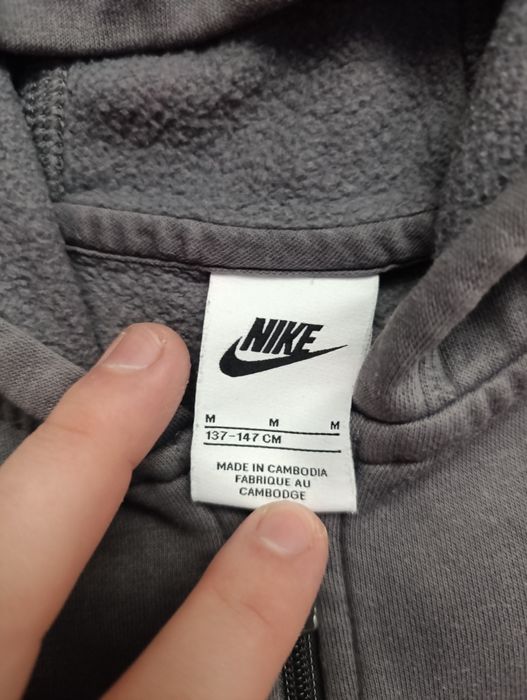 NIKE
M M M
137-147 CM
MADE IN CAMBODIA
FABRIQUE AU
CAMBODGE